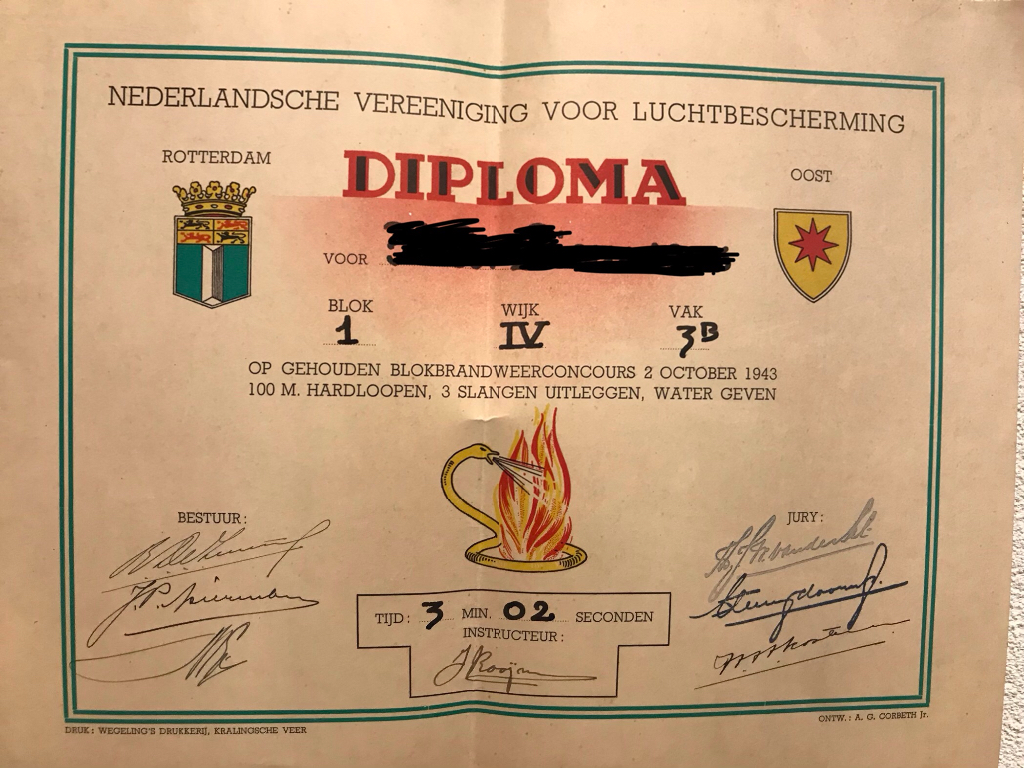 NEDERLANDSCHE VEREENIGING VOOR LUCHTBESCHERMING
ROTTERDAM
DIPLOMA
OOST
VOOR
BLOK WIJK VAK
1 IV 3B
OP GEHOUDEN BLOKBRANDWEERCONCOURS 2 OCTOBER 1943
100 M. HARDLOOPEN, 3 SLANGEN UITLEGGEN, WATER GEVEN
BESTUUR:
JURY:
TIJD: 3 MIN. 02 SECONDEN
INSTRUCTEUR:
DRUK: WEGELING'S DRUKKERIJ, KRALINGSCHE VEER
ONTW.: A. G. CORBETH Jr.